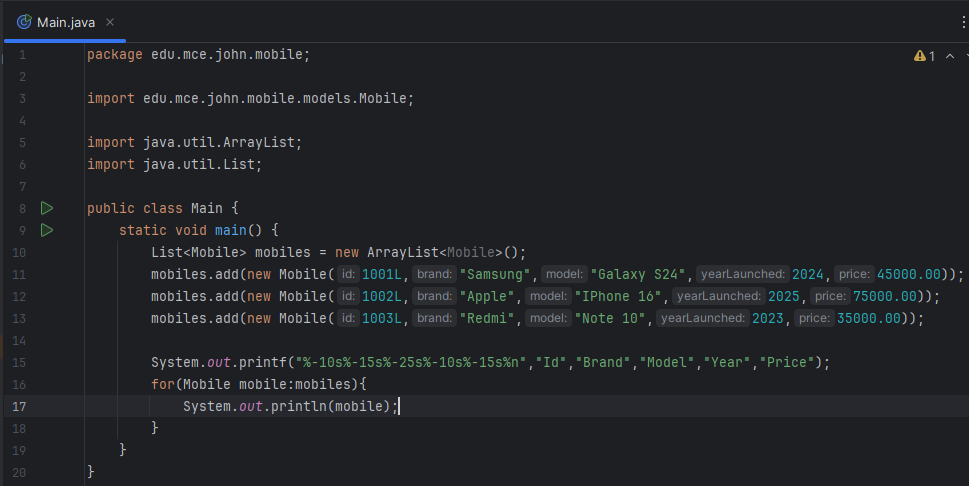 Main.java
1 package edu.mce.john.mobile; 1
2
3 import edu.mce.john.mobile.models.Mobile;
4
5 import java.util.ArrayList;
6 import java.util.List;
7
8 public class Main {
9 static void main() {
10 List<Mobile> mobiles = new ArrayList<Mobile>();
11 mobiles.add(new Mobile( id: 1001L, brand: "Samsung", model: "Galaxy S24", yearLaunched: 2024, price: 45000.00));
12 mobiles.add(new Mobile( id: 1002L, brand: "Apple", model: "IPhone 16", yearLaunched: 2025, price: 75000.00));
13 mobiles.add(new Mobile( id: 1003L, brand: "Redmi", model: "Note 10", yearLaunched: 2023, price: 35000.00));
14
15 System.out.printf("%-10s%-15s%-25s%-10s%-15s%n","Id","Brand","Model","Year","Price");
16 for(Mobile mobile:mobiles){
17 System.out.println(mobile);
18 }
19 }
20 }